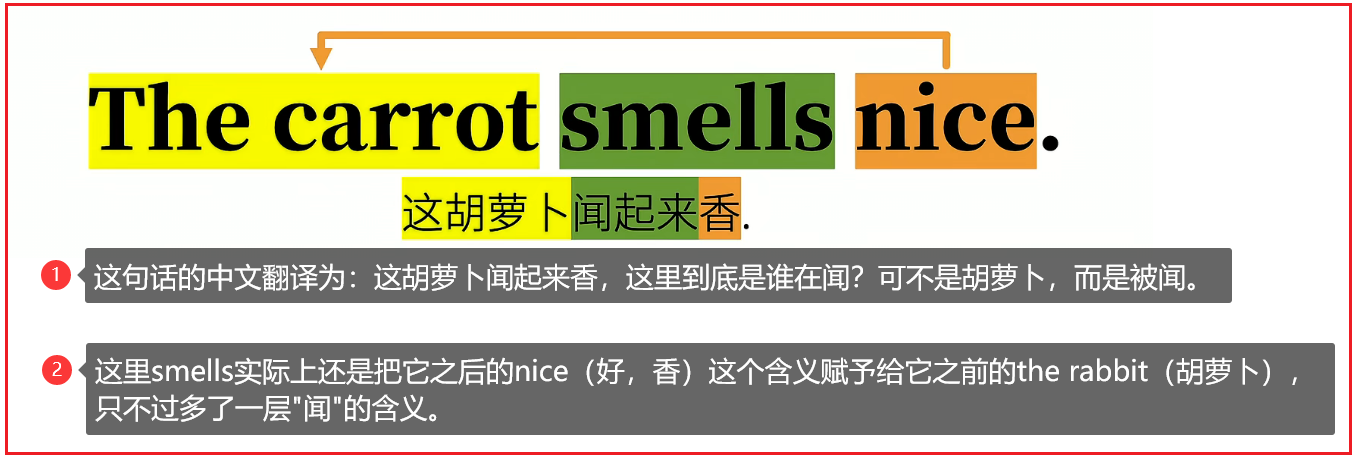 The carrot smells nice.
这胡萝卜闻起来香.
1 这句话的中文翻译为：这胡萝卜闻起来香，这里到底是谁在闻？可不是胡萝卜，而是被闻。
2 这里smells实际上还是把它之后的nice（好，香）这个含义赋予给它之前的the rabbit（胡萝卜），
只不过多了一层"闻"的含义。